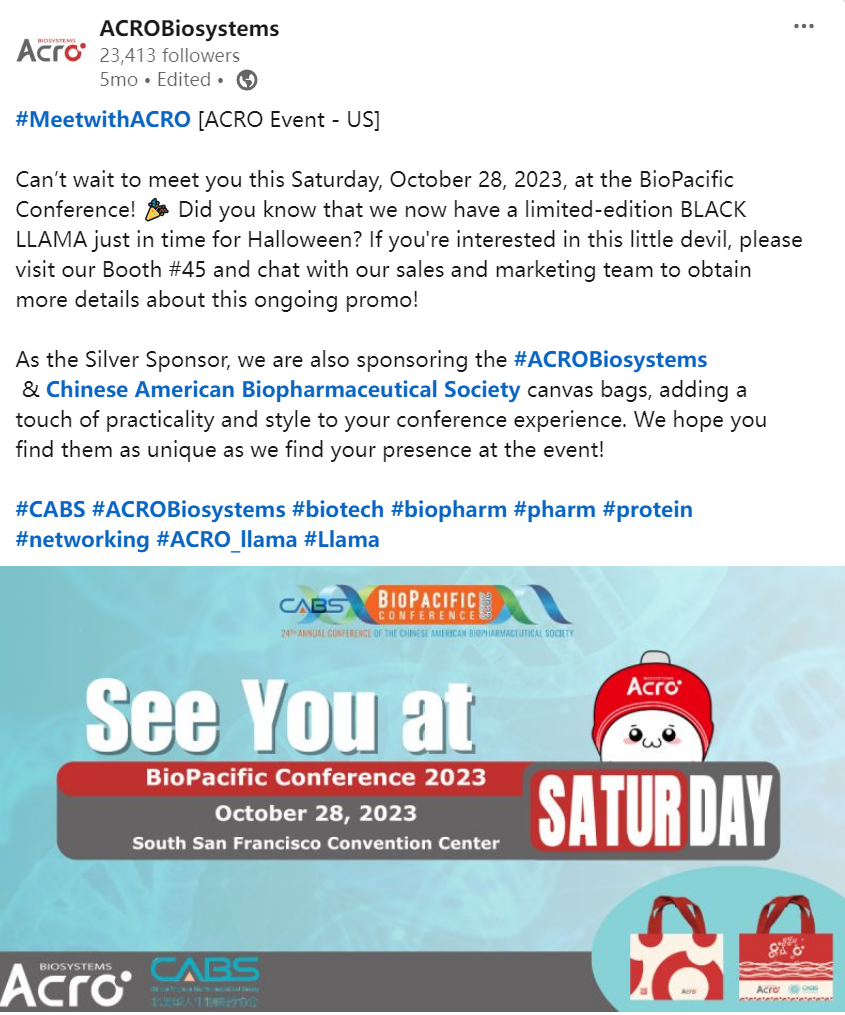 ACROBiosystems
BIOSYSTEMS
Acro
23,413 followers
5mo • Edited •
#MeetwithACRO [ACRO Event - US]
Can’t wait to meet you this Saturday, October 28, 2023, at the BioPacific
Conference! 🎉 Did you know that we now have a limited-edition BLACK
LLAMA just in time for Halloween? If you're interested in this little devil, please
visit our Booth #45 and chat with our sales and marketing team to obtain
more details about this ongoing promo!
As the Silver Sponsor, we are also sponsoring the #ACROBiosystems
& Chinese American Biopharmaceutical Society canvas bags, adding a
touch of practicality and style to your conference experience. We hope you
find them as unique as we find your presence at the event!
#CABS #ACROBiosystems #biotech #biopharm #pharm #protein
#networking #ACRO_llama #Llama
CABS BIOPACIFIC
CONFERENCE
24TH ANNUAL CONFERENCE OF THE CHINESE AMERICAN BIOPHARMACEUTICAL SOCIETY
See You at
BIOSYSTEMS
Acro
BioPacific Conference 2023
October 28, 2023
South San Francisco Convention Center
SATURDAY
BIOSYSTEMS
Acro
CABS
Acro
Acro CABS